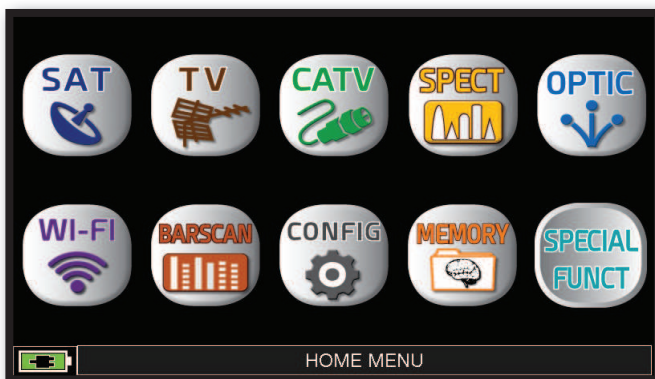 SAT
TV
CATV
SPECT
OPTIC
WI-FI
BARSCAN
CONFIG
MEMORY
SPECIAL
FUNCT
HOME MENU